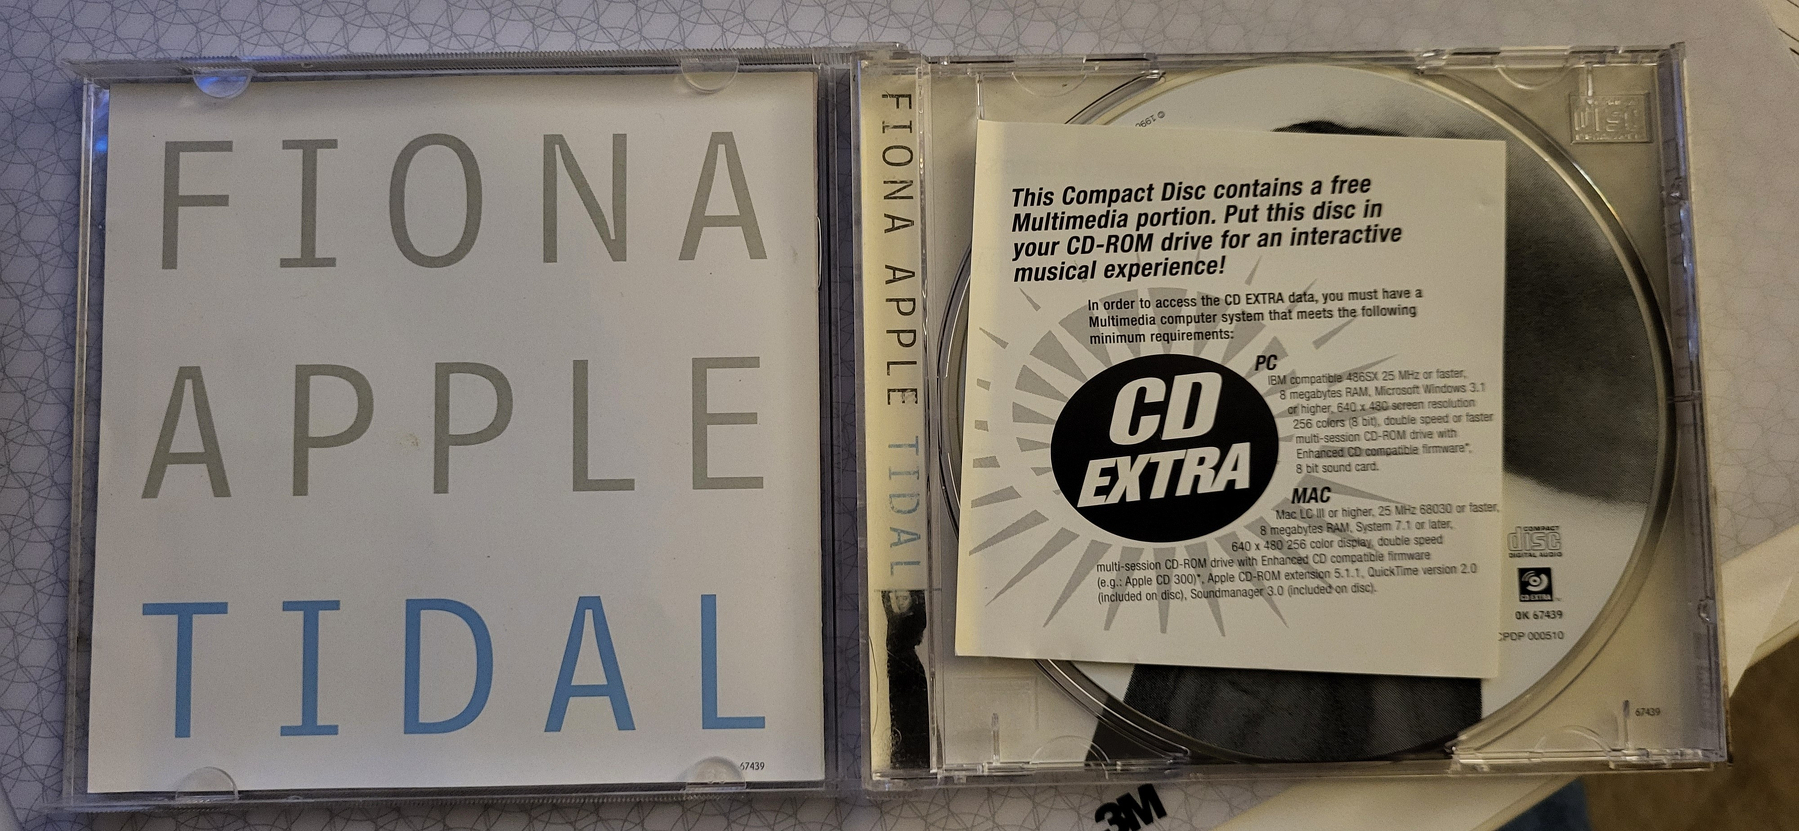 FIONA
APPLE
TIDAL
67439
FIONA APPLE TIDAL
© 199
This Compact Disc contains a free
Multimedia portion. Put this disc in
your CD-ROM drive for an interactive
musical experience!
In order to access the CD EXTRA data, you must have a
Multimedia computer system that meets the following
minimum requirements:
CD
EXTRA
PC
IBM compatible 486SX 25 MHz or faster,
8 megabytes RAM, Microsoft Windows 3.1
or higher, 640 x 480 screen resolution
256 colors (8 bit), double speed or faster
multi-session CD-ROM drive with
Enhanced CD compatible firmware*,
8 bit sound card.
MAC
Mac LC III or higher, 25 MHz 68030 or faster,
8 megabytes RAM, System 7.1 or later,
640 x 480 256 color display, double speed
multi-session CD-ROM drive with Enhanced CD compatible firmware
(e.g.: Apple CD 300)*, Apple CD-ROM extension 5.1.1, QuickTime version 2.0
(included on disc), Soundmanager 3.0 (included on disc).
disc
COMPACT
disc
DIGITAL AUDIO
CD EXTRA
OK 67439
CPDP 000510
67439
3M